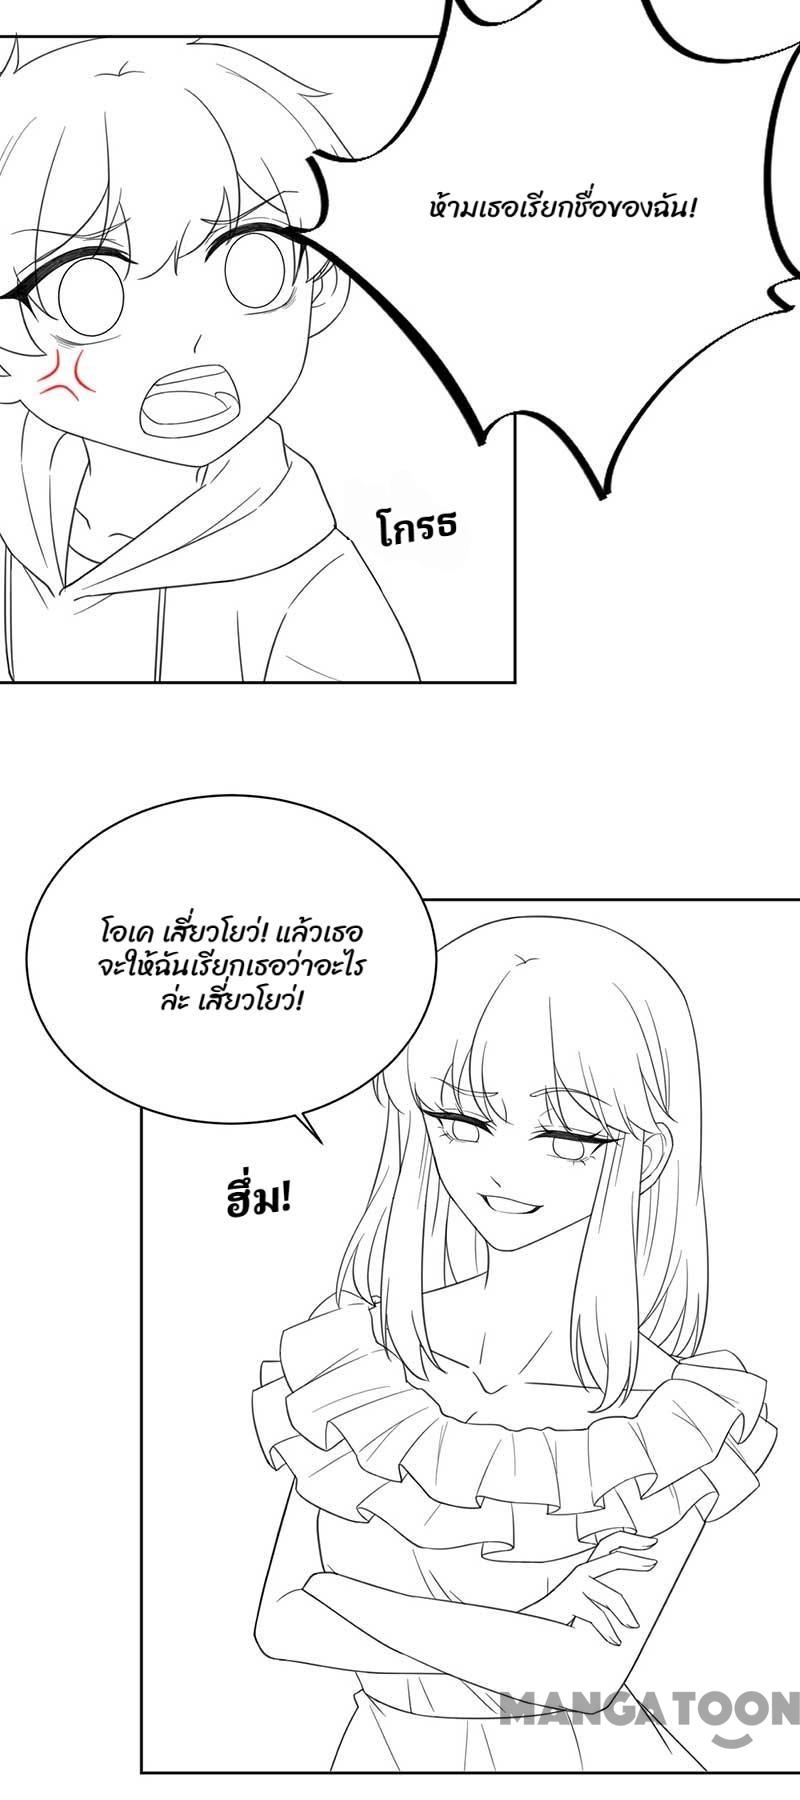 ห้ามเธอเรียกชื่อของฉัน!
โกรธ
โอเค เสี่ยวโยว่! แล้วเธอ
จะให้ฉันเรียกเธอว่าอะไร
ล่ะ เสี่ยวโยว่!
ฮึ่ม!
MANGATOON